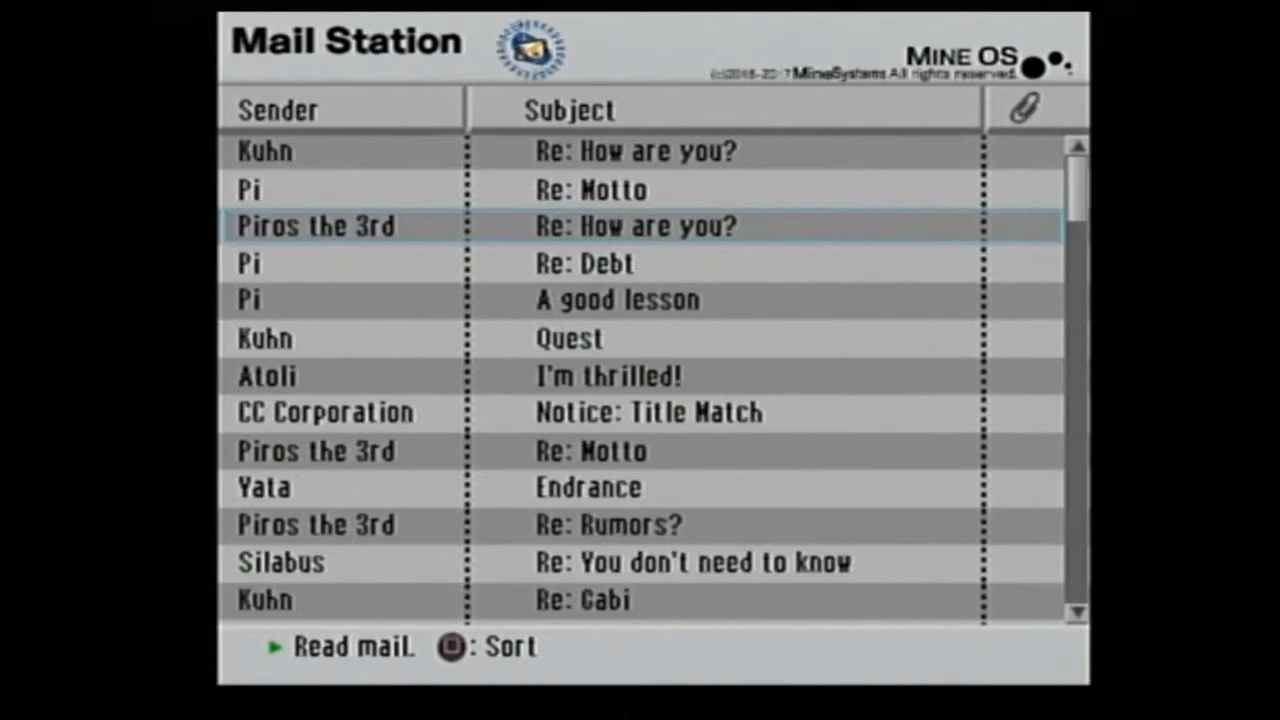 Mail Station
MINE OS
MineSystems All rights reserved.
Sender Subject
Kuhn Re: How are you?
Pi Re: Motto
Piros the 3rd Re: How are you?
Pi Re: Debt
Pi A good lesson
Kuhn Quest
Atoli I'm thrilled!
CC Corporation Notice: Title Match
Piros the 3rd Re: Motto
Yata Endrance
Piros the 3rd Re: Rumors?
Silabus Re: You don't need to know
Kuhn Re: Gabi
Read mail. : Sort